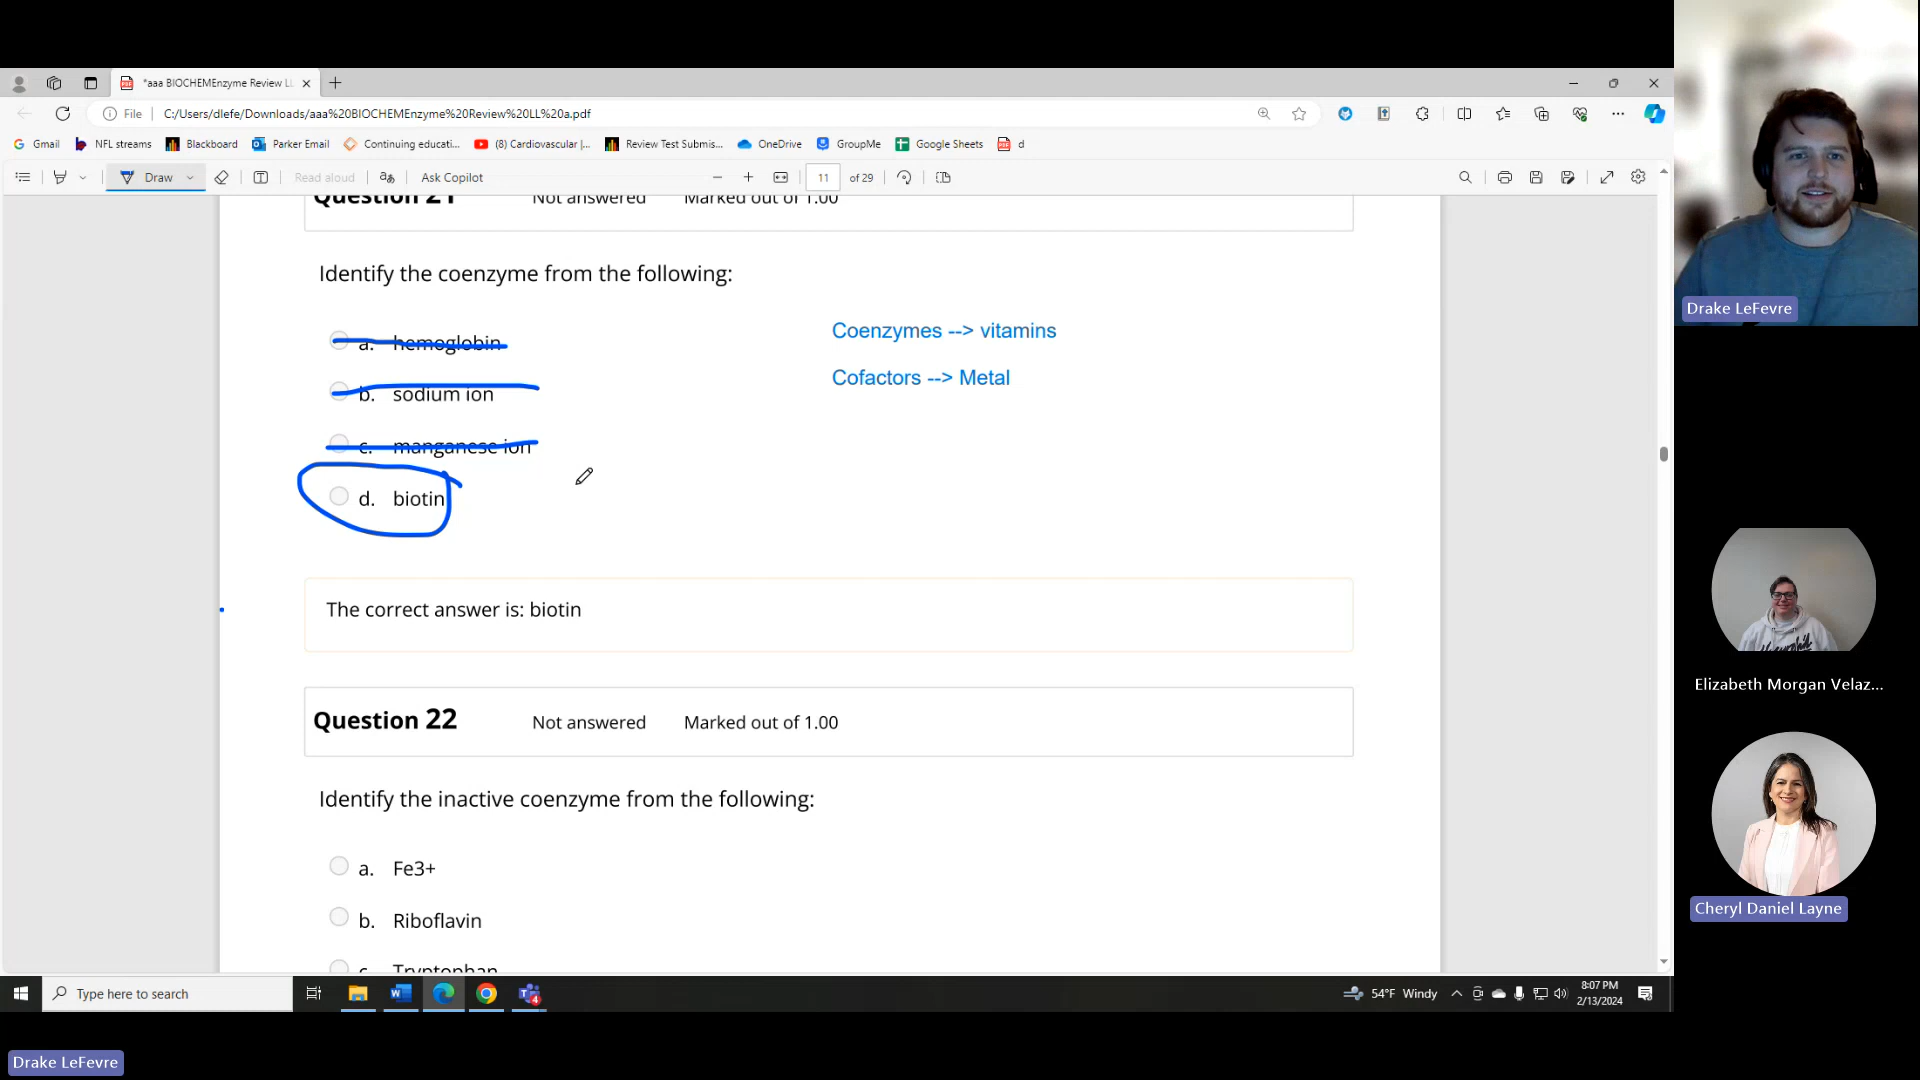 *aaa BIOCHEMEnzyme Review LL
File
C:/Users/dlefe/Downloads/aaa%20BIOCHEMEnzyme%20Review%20LL%20a.pdf
Gmail NFL streams Blackboard Parker Email Continuing educati... (8) Cardiovascular |... Review Test Submis... OneDrive GroupMe Google Sheets d
Draw Read aloud Ask Copilot 11 of 29
Question 21 Not answered Marked out of 1.00
Identify the coenzyme from the following:
a. hemoglobin
Coenzymes --> vitamins
b. sodium ion
Cofactors --> Metal
c. manganese ion
d. biotin
The correct answer is: biotin
Question 22 Not answered Marked out of 1.00
Identify the inactive coenzyme from the following:
a. Fe3+
b. Riboflavin
c. Tryptophan
Type here to search
54°F Windy
8:07 PM
2/13/2024
Drake LeFevre
Elizabeth Morgan Velaz...
Cheryl Daniel Layne
Drake LeFevre